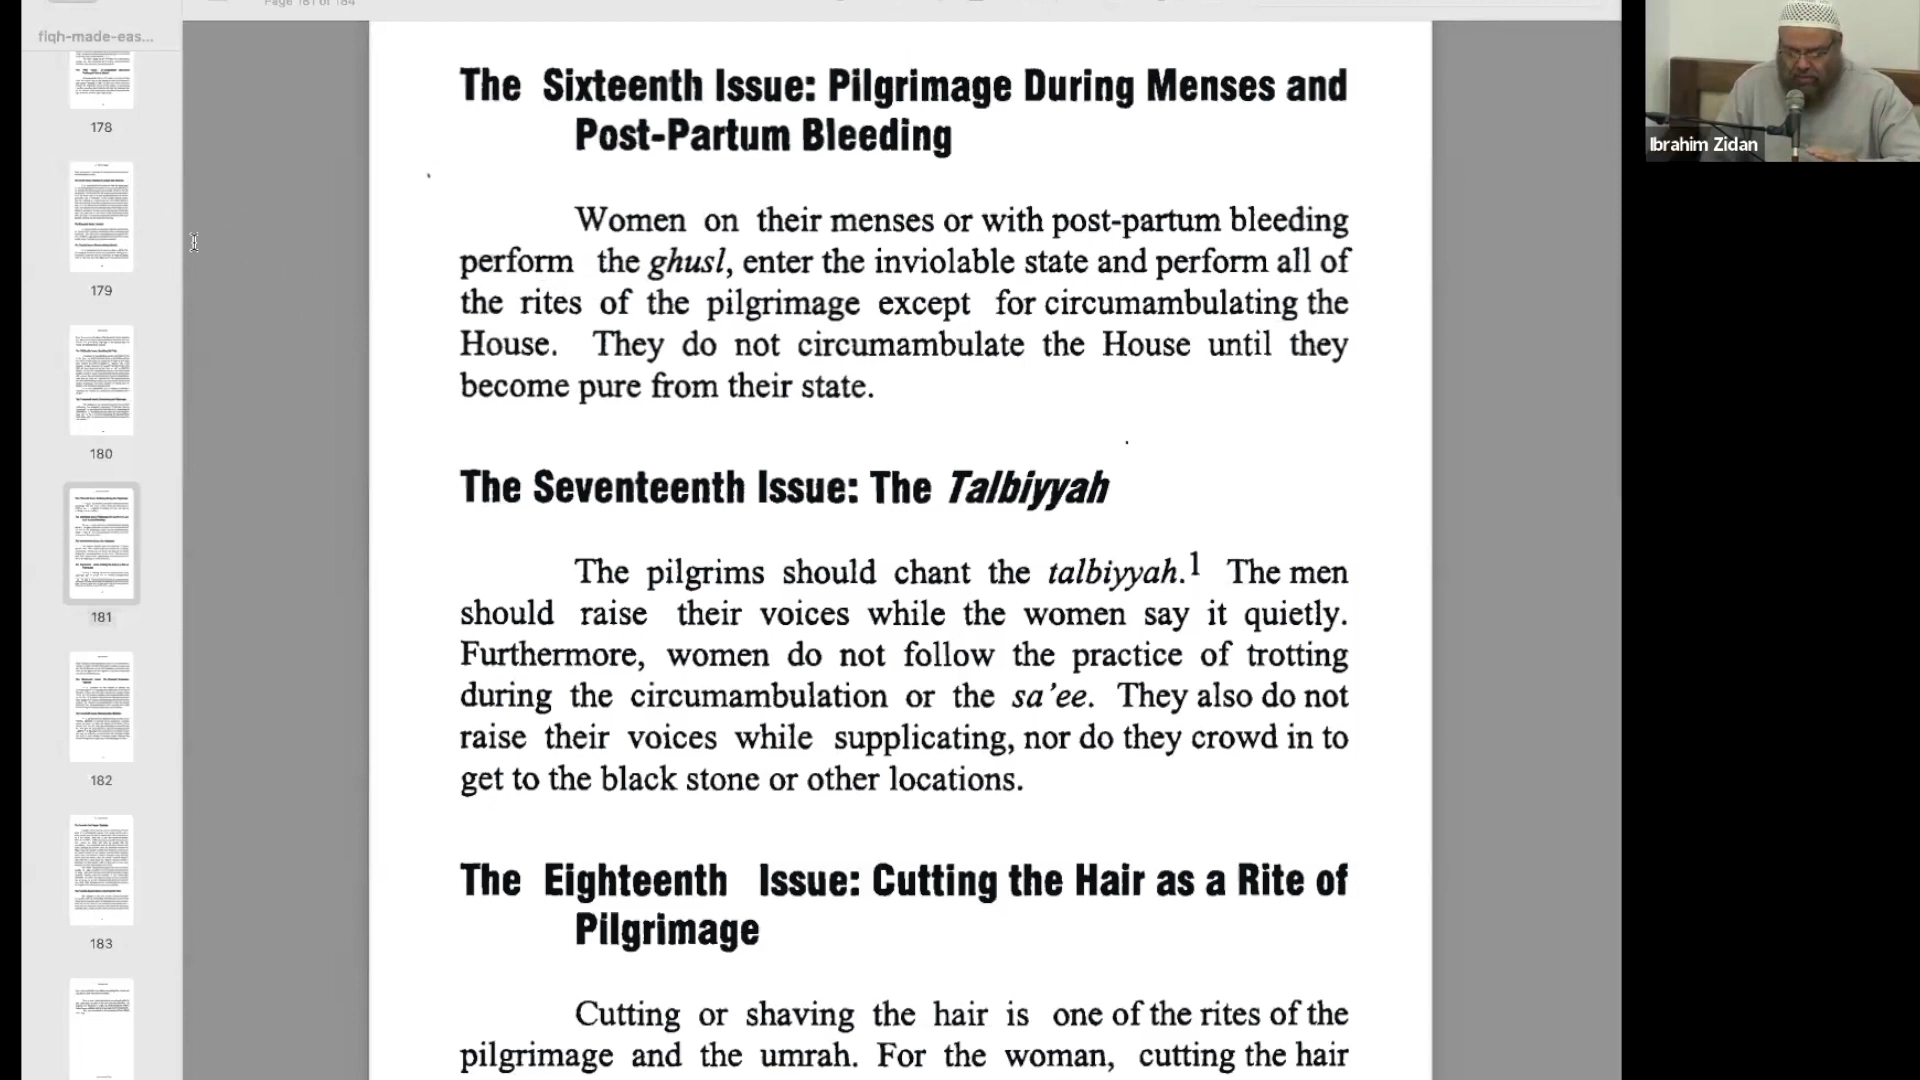 Page 181 of 184
fiqh-made-eas...
178
179
180
181
182
183
The Sixteenth Issue: Pilgrimage During Menses and
Post-Partum Bleeding
Women on their menses or with post-partum bleeding
perform the ghusl, enter the inviolable state and perform all of
the rites of the pilgrimage except for circumambulating the
House. They do not circumambulate the House until they
become pure from their state.
The Seventeenth Issue: The Talbiyyah
The pilgrims should chant the talbiyyah.1 The men
should raise their voices while the women say it quietly.
Furthermore, women do not follow the practice of trotting
during the circumambulation or the sa'ee. They also do not
raise their voices while supplicating, nor do they crowd in to
get to the black stone or other locations.
The Eighteenth Issue: Cutting the Hair as a Rite of
Pilgrimage
Cutting or shaving the hair is one of the rites of the
pilgrimage and the umrah. For the woman, cutting the hair
Ibrahim Zidan